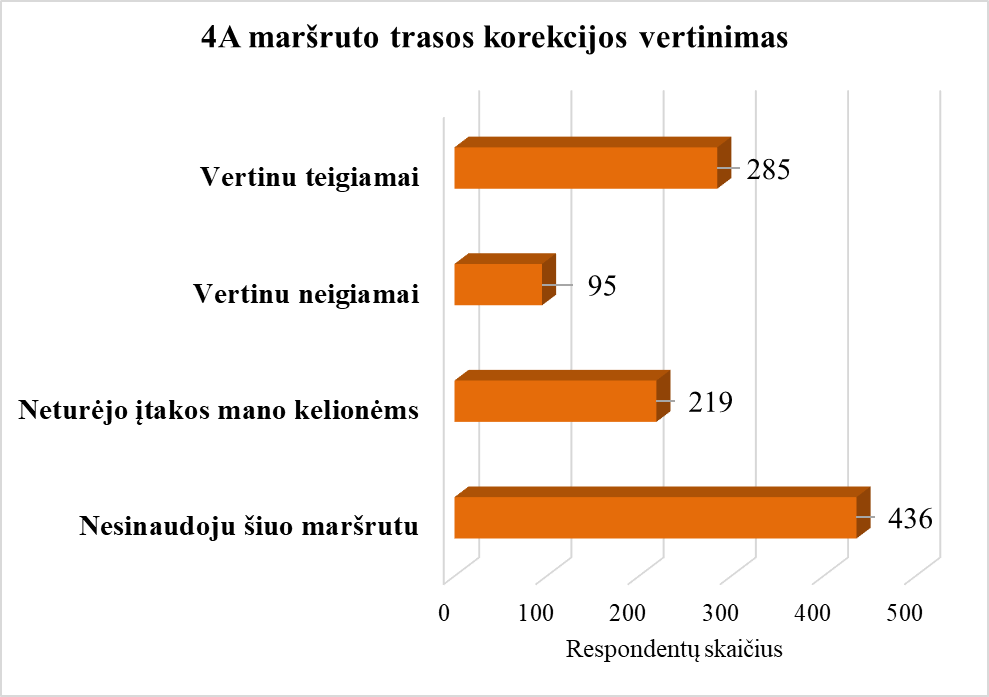 4A maršruto trasos korekcijos vertinimas
Vertinu teigiamai
285
Vertinu neigiamai
95
Neturėjo įtakos mano kelionėms
219
Nesinaudoju šiuo maršrutu
436
0 100 200 300 400 500
Respondentų skaičius